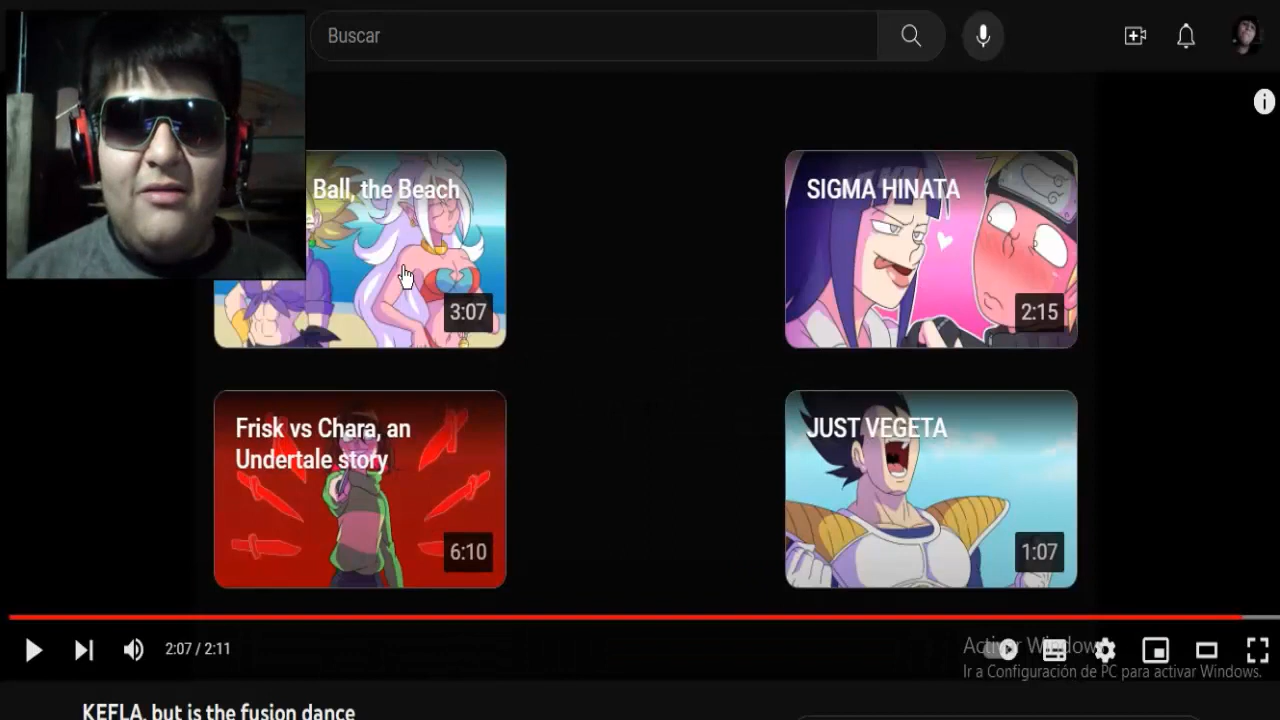 Buscar
Ball, the Beach
3:07
SIGMA HINATA
2:15
Frisk vs Chara, an
Undertale story
6:10
JUST VEGETA
1:07
2:07 / 2:11
Activar Windows
Ir a Configuración de PC para activar Windows.
KEFLA, but is the fusion dance